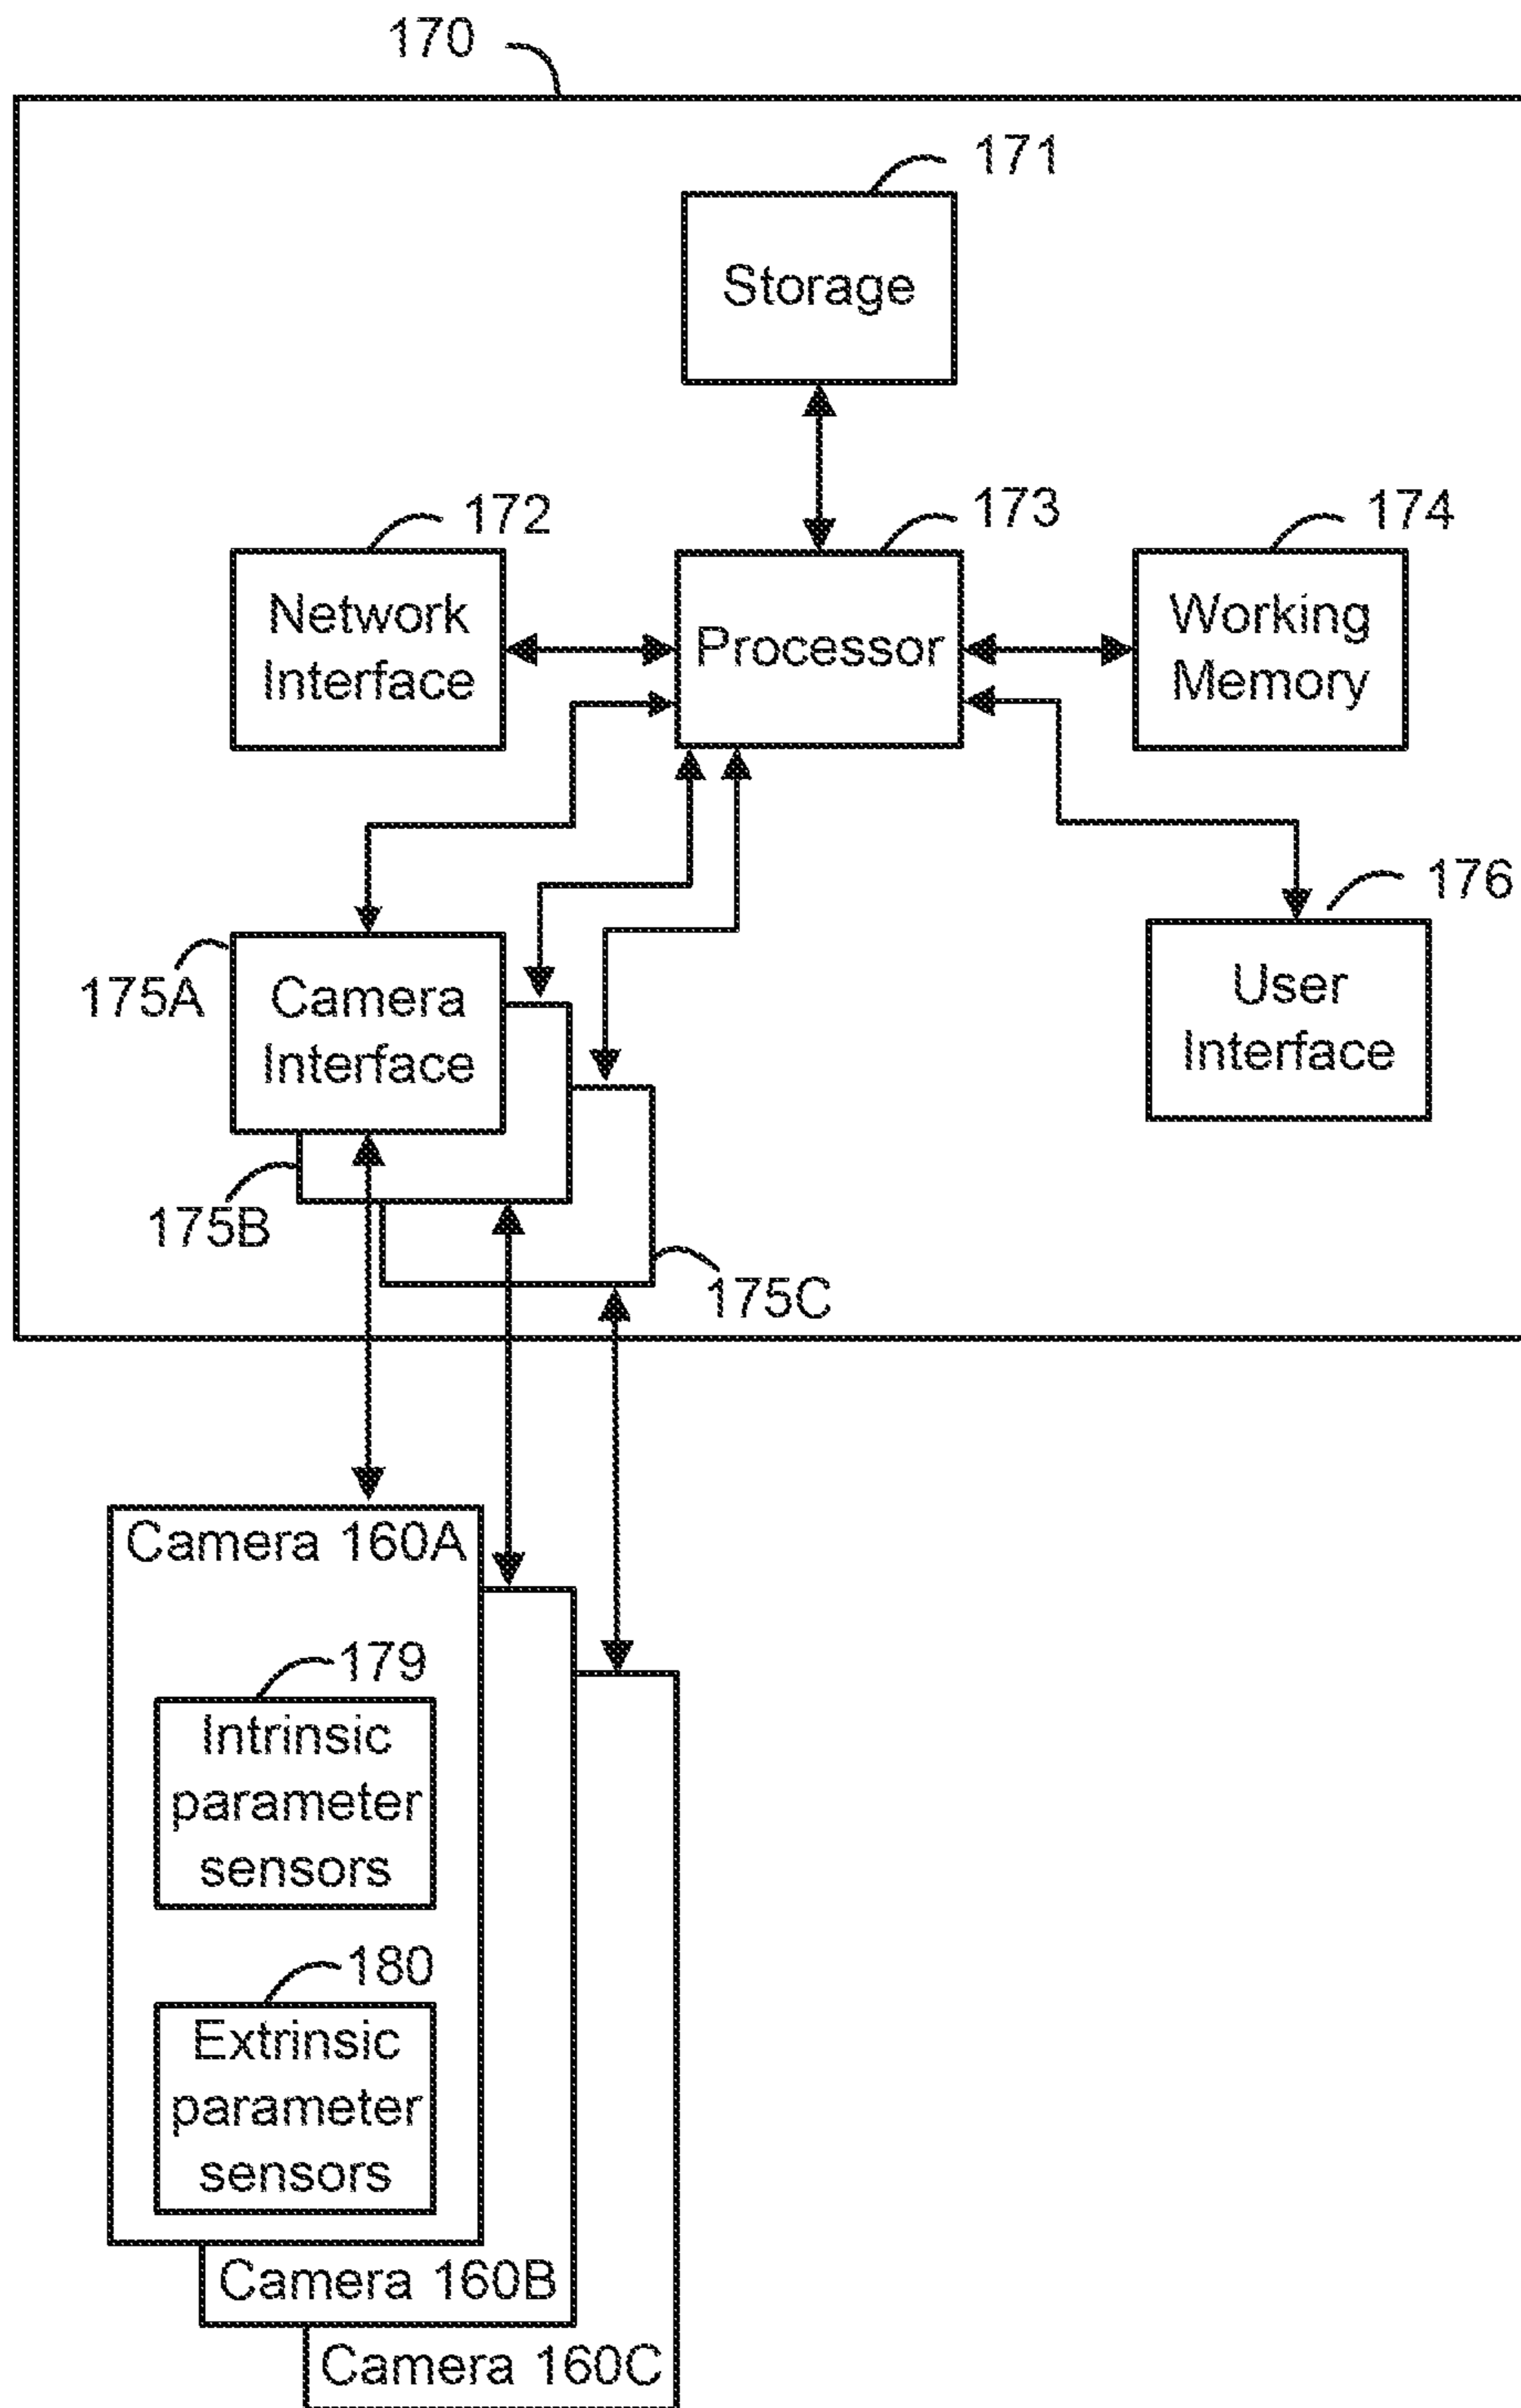 170
171
Storage
172
173
174
Network
Interface
Processor
Working
Memory
176
175A
Camera
Interface
User
Interface
175B
175C
Camera 160A
179
Intrinsic
parameter
sensors
180
Extrinsic
parameter
sensors
Camera 160B
Camera 160C